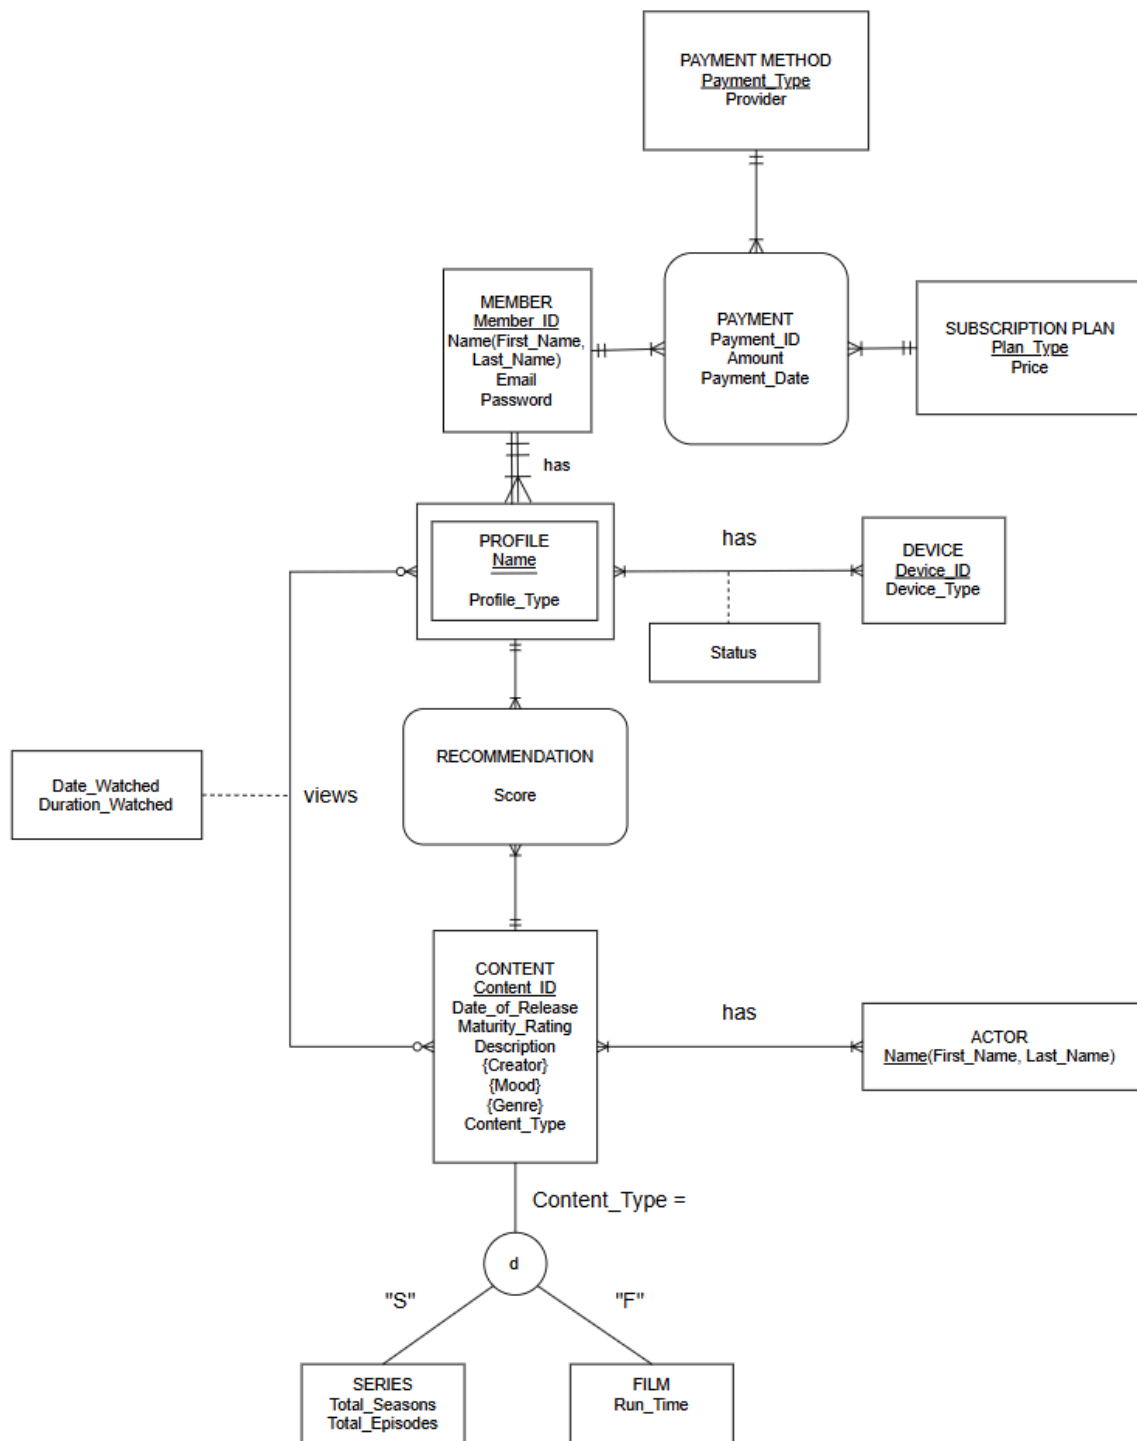 PAYMENT METHOD
Payment_Type
Provider
MEMBER
Member_ID
Name(First_Name,
Last_Name)
Email
Password
PAYMENT
Payment_ID
Amount
Payment_Date
SUBSCRIPTION PLAN
Plan_Type
Price
has
PROFILE
Name
Profile_Type
has
DEVICE
Device_ID
Device_Type
Status
RECOMMENDATION
Score
Date_Watched
Duration_Watched
views
CONTENT
Content_ID
Date_of_Release
Maturity_Rating
Description
{Creator}
{Mood}
{Genre}
Content_Type
has
ACTOR
Name(First_Name, Last_Name)
Content_Type =
d
"S"
"F"
SERIES
Total_Seasons
Total_Episodes
FILM
Run_Time